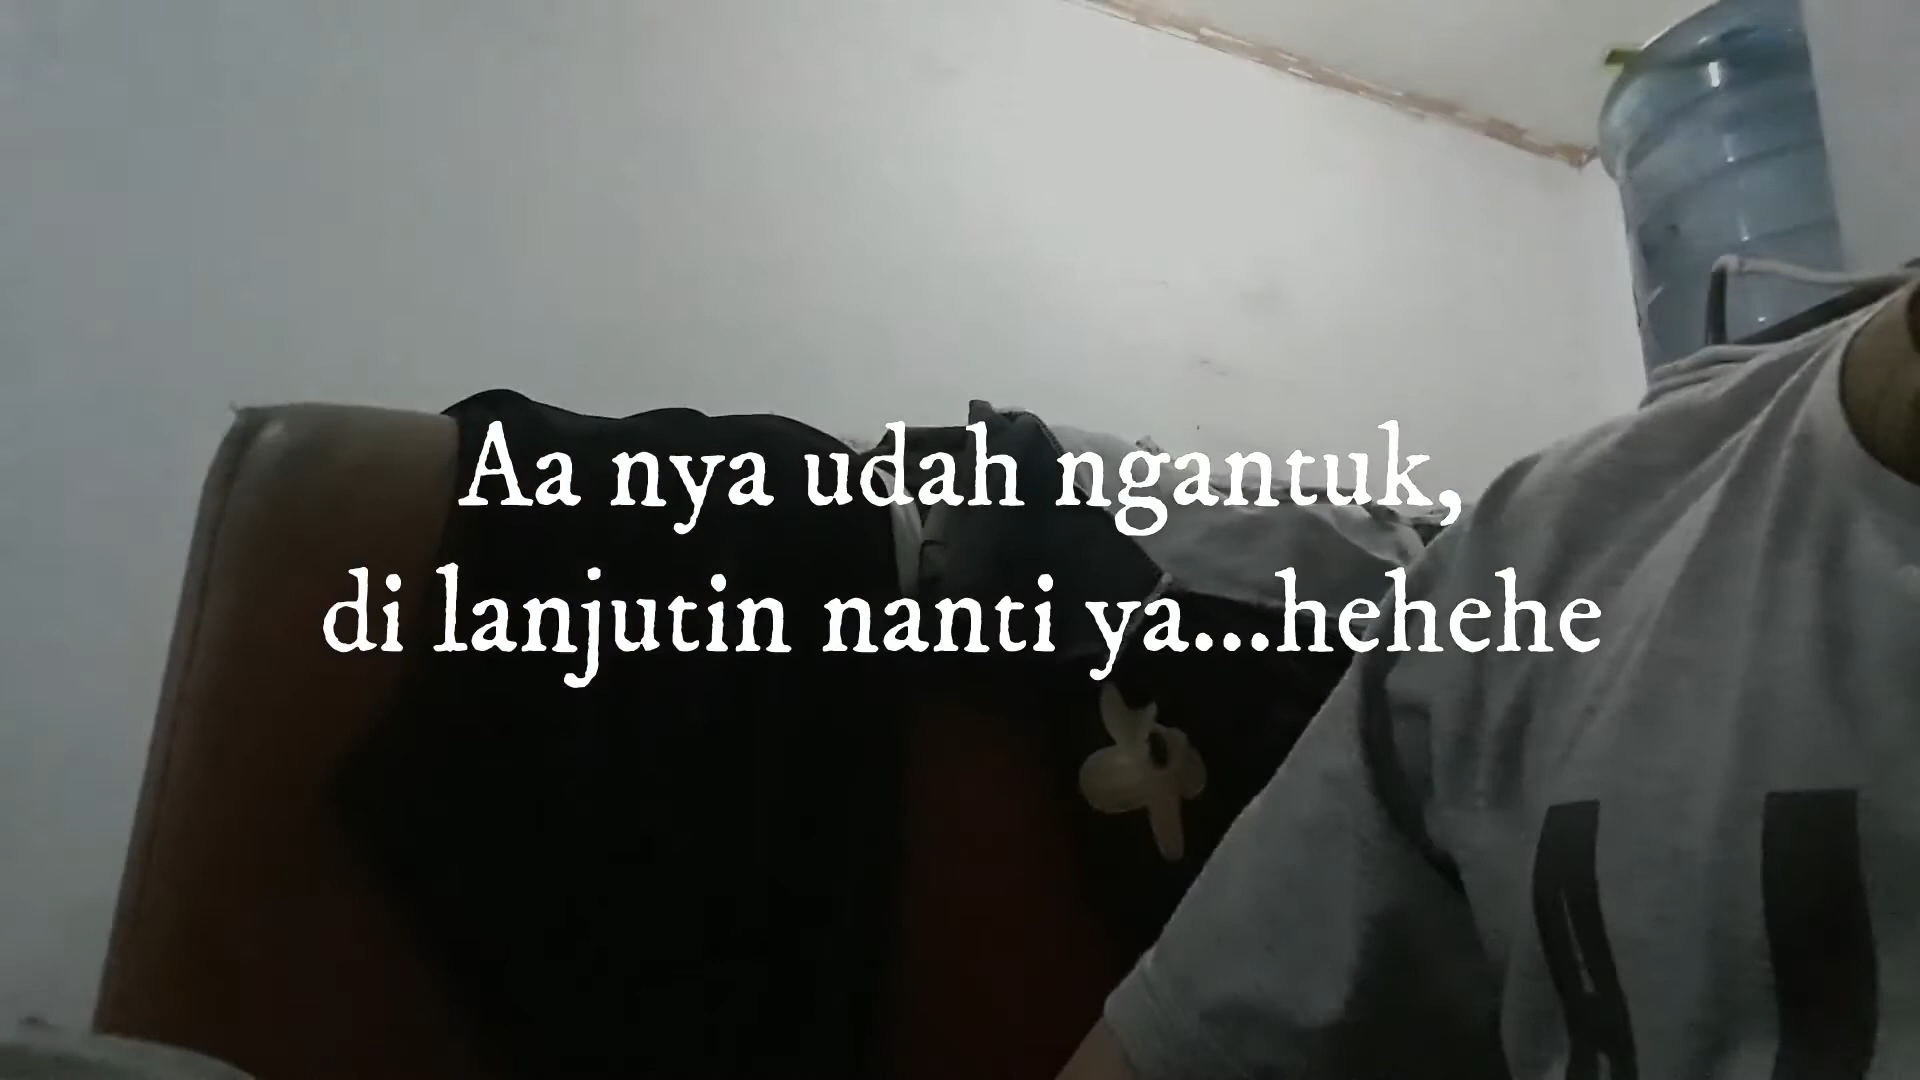 Aa nya udah ngantuk,
di lanjutin nanti ya...hehehe